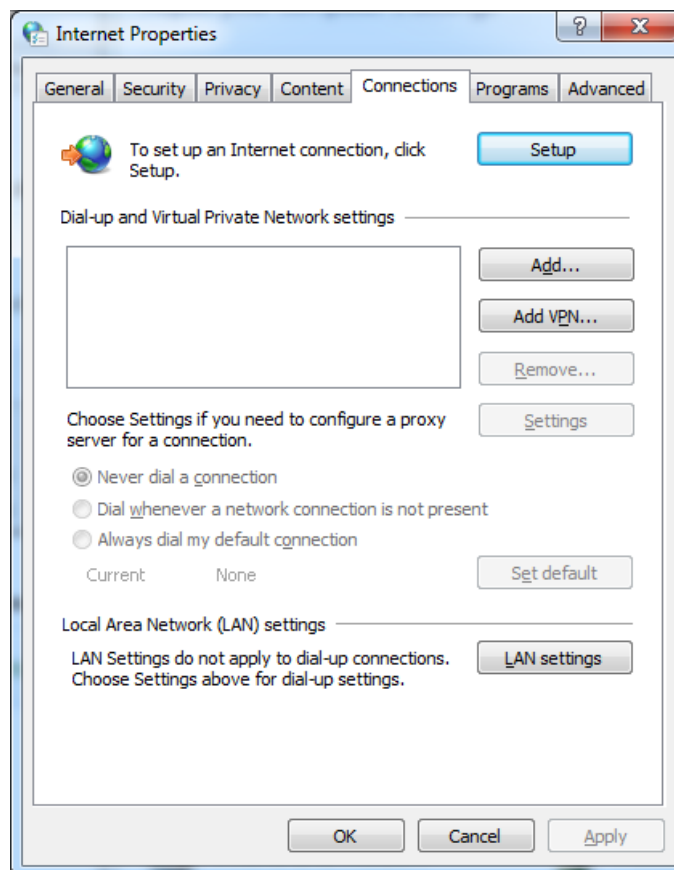 Internet Properties
?
General Security Privacy Content Connections Programs Advanced
To set up an Internet connection, click
Setup.
Setup
Dial-up and Virtual Private Network settings
Add...
Add VPN...
Remove...
Choose Settings if you need to configure a proxy
server for a connection.
Settings
Never dial a connection
Dial whenever a network connection is not present
Always dial my default connection
Current None
Set default
Local Area Network (LAN) settings
LAN Settings do not apply to dial-up connections.
Choose Settings above for dial-up settings.
LAN settings
OK Cancel Apply